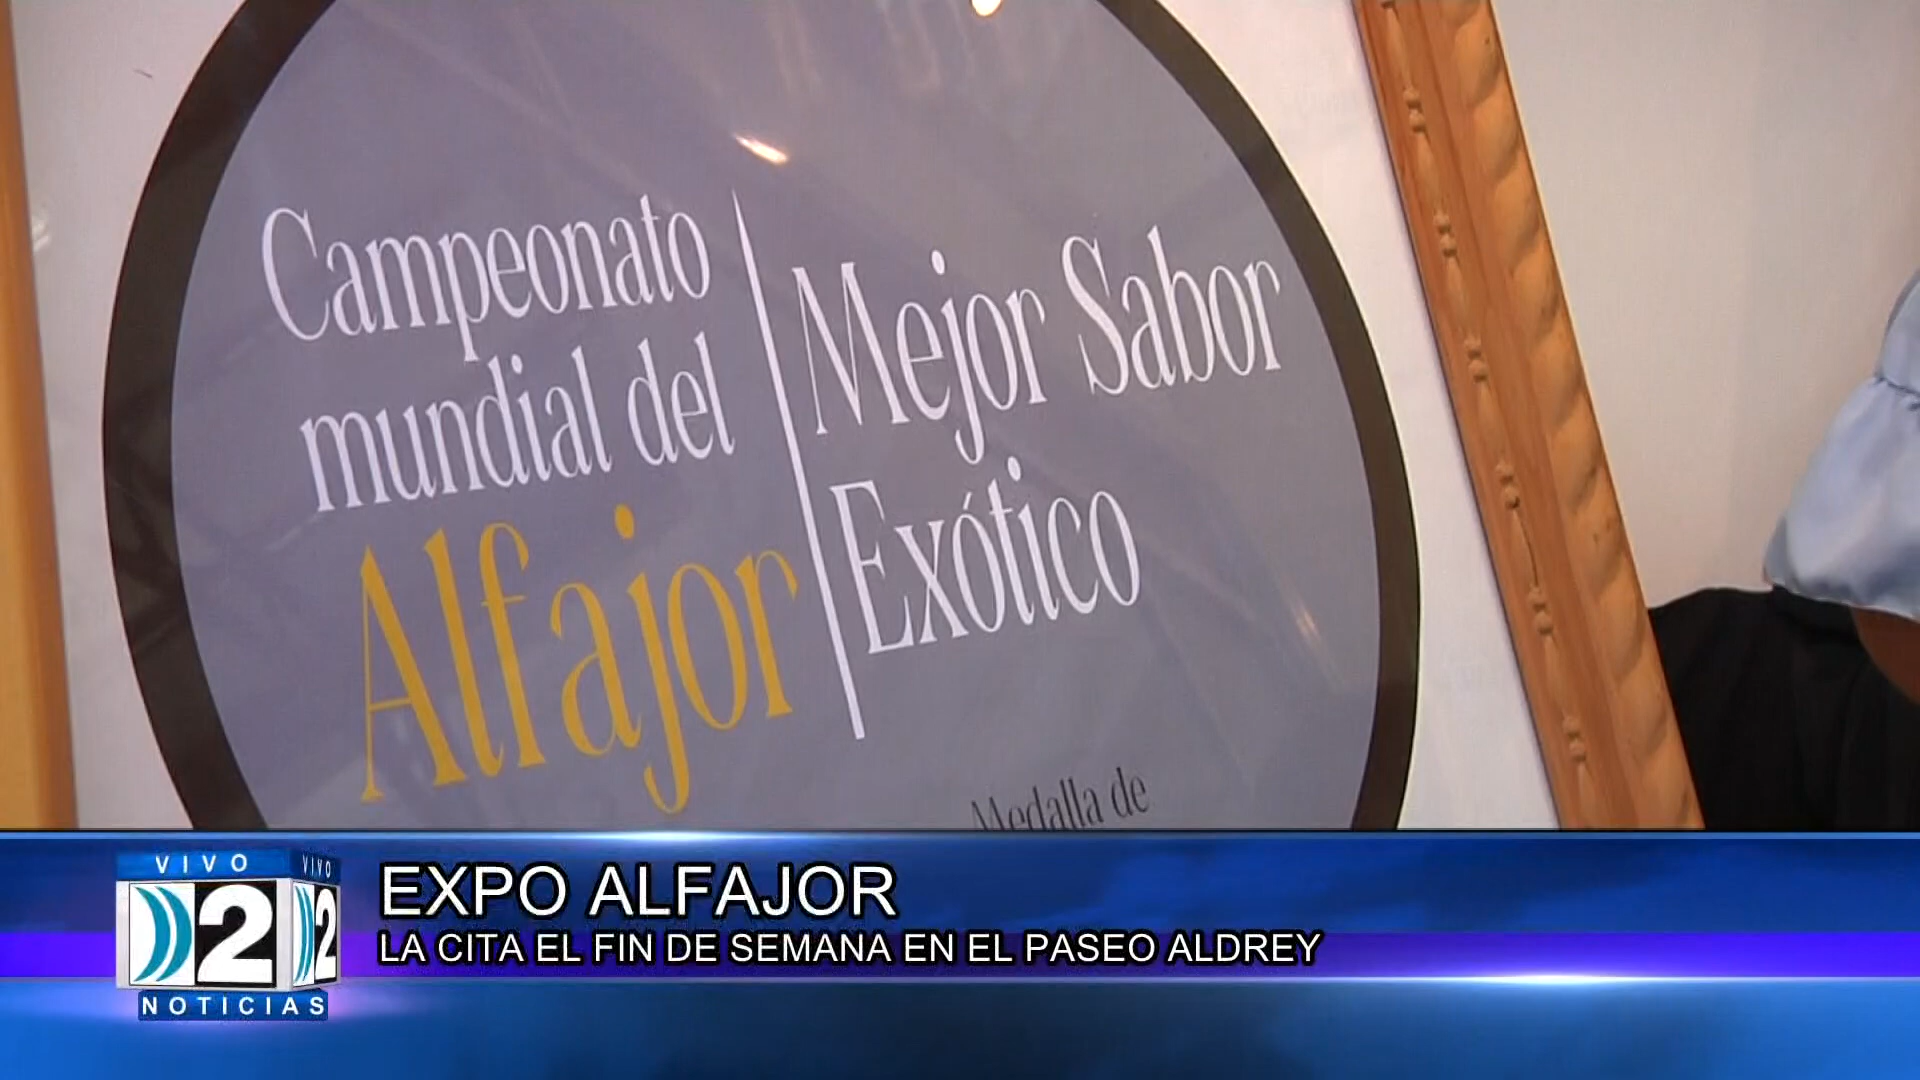 Campeonato
mundial del
Alfajor
Mejor Sabor
Exótico
Medalla de
VIVO
VIVO
2
2
NOTICIAS
EXPO ALFAJOR
LA CITA EL FIN DE SEMANA EN EL PASEO ALDREY